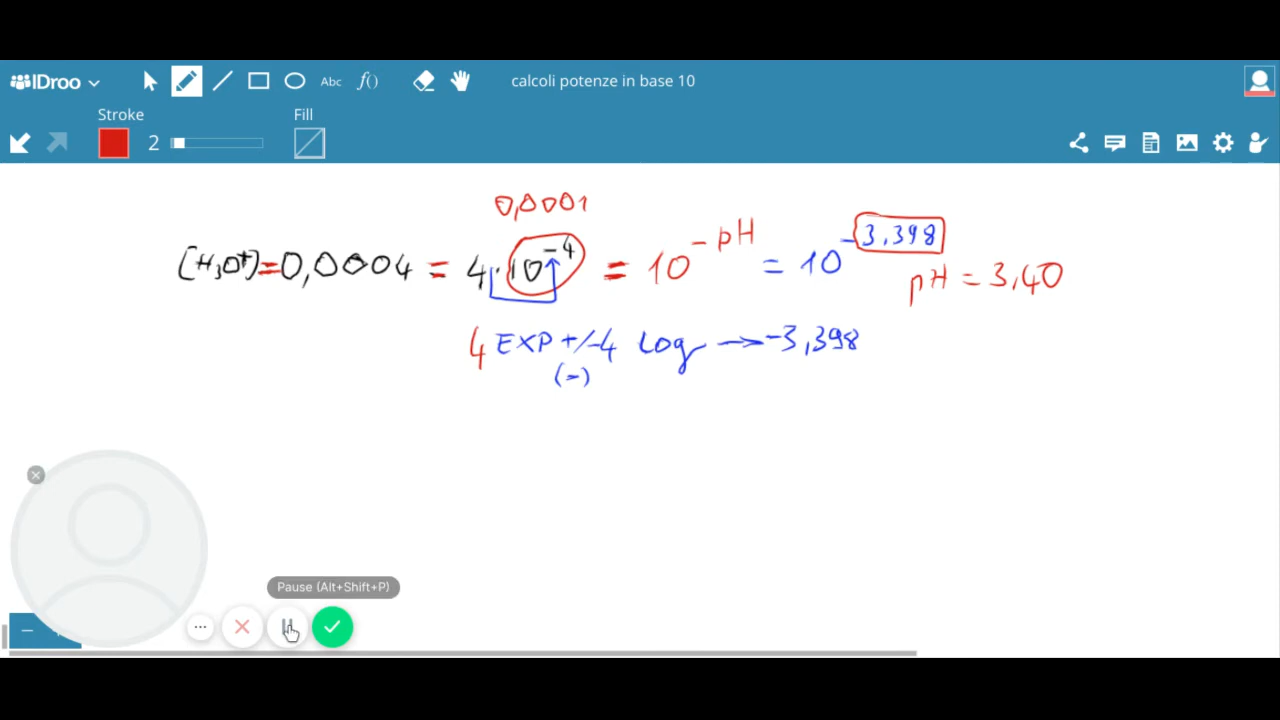 IDroo
Abc
f()
calcoli potenze in base 10
Stroke
Fill
2
0,0001
[H₃O⁺] = 0,0004 = 4·10⁻⁴ = 10^-pH = 10^-3,398
pH = 3,40
4 EXP +/-4 Log → -3,398
(-)
Pause (Alt+Shift+P)